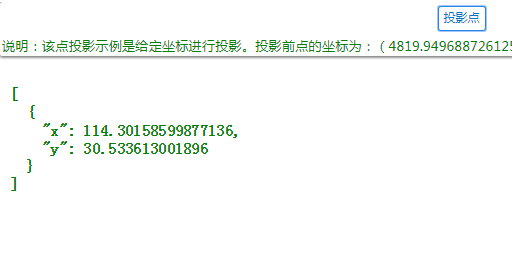 投影点
说明：该点投影示例是给定坐标进行投影。投影前点的坐标为：（4819.949688726125
[
{
"x": 114.30158599877136,
"y": 30.533613001896
}
]